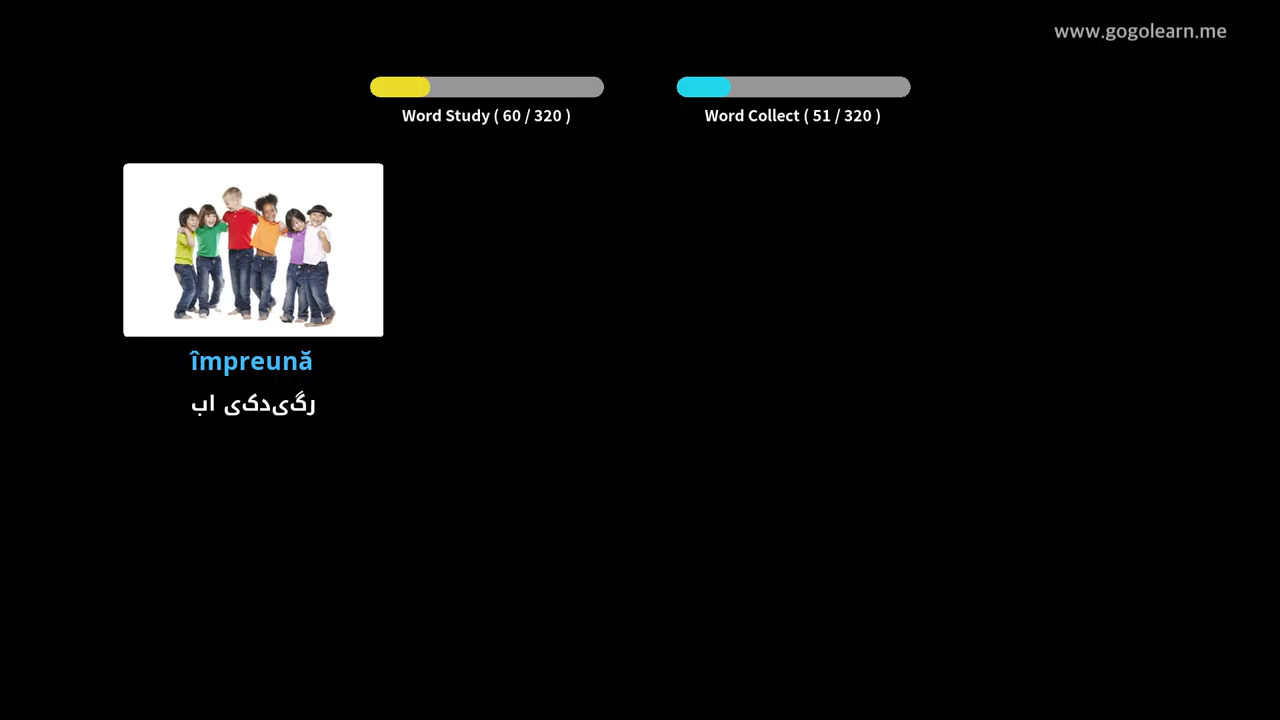 www.gogolearn.me
Word Study ( 60 / 320 )
Word Collect ( 51 / 320 )
împreună
رگیدکی اب